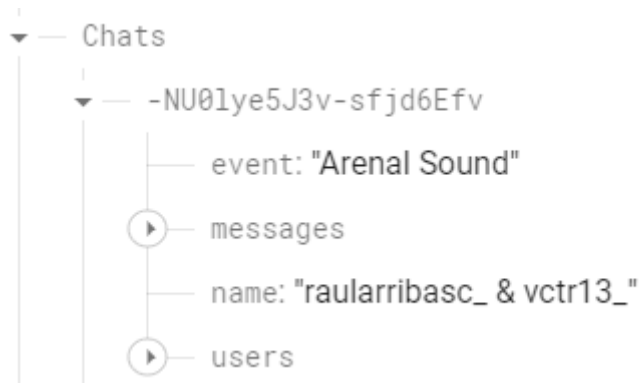 Chats
-NU0lye5J3v-sfjd6Efv
event: "Arenal Sound"
messages
name: "raularribasc_ & vctr13_"
users